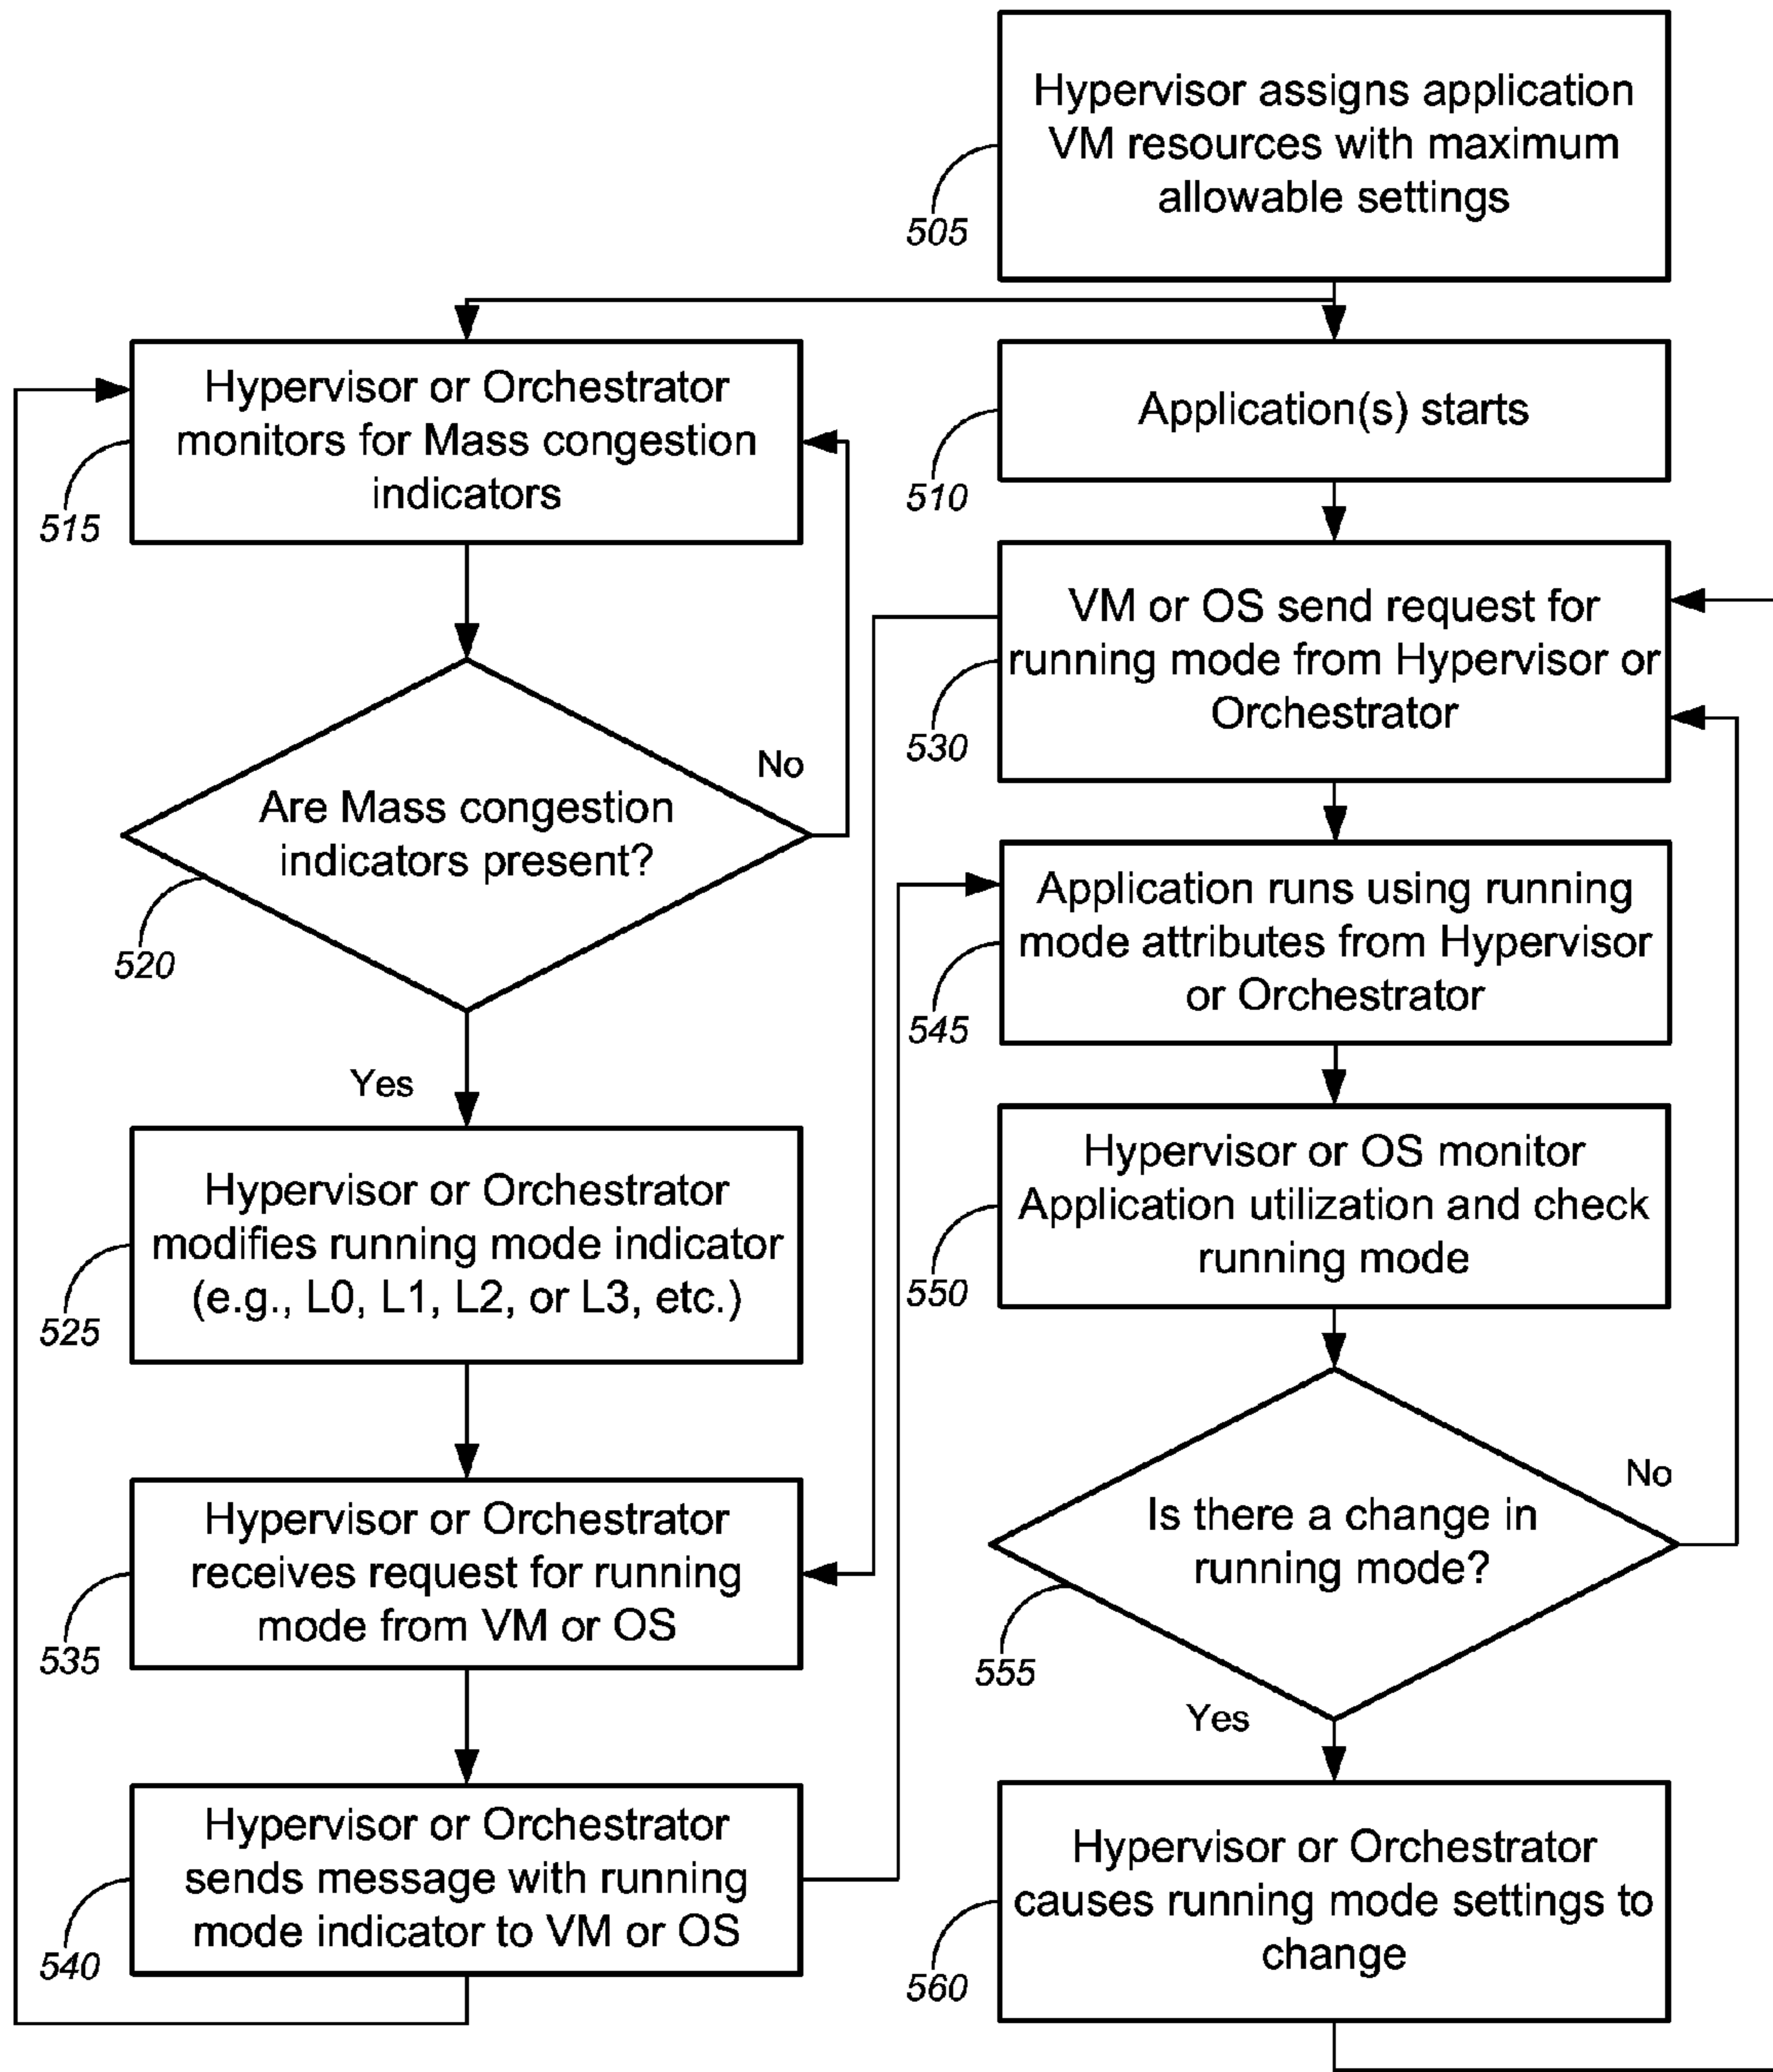 Hypervisor assigns application
VM resources with maximum
allowable settings
505
Hypervisor or Orchestrator
monitors for Mass congestion
indicators
515
Application(s) starts
510
VM or OS send request for
running mode from Hypervisor or
Orchestrator
530
No
Are Mass congestion
indicators present?
520
Yes
Application runs using running
mode attributes from Hypervisor
or Orchestrator
545
Hypervisor or Orchestrator
modifies running mode indicator
(e.g., L0, L1, L2, or L3, etc.)
525
Hypervisor or OS monitor
Application utilization and check
running mode
550
Hypervisor or Orchestrator
receives request for running
mode from VM or OS
535
No
Is there a change in
running mode?
555
Yes
Hypervisor or Orchestrator
sends message with running
mode indicator to VM or OS
540
Hypervisor or Orchestrator
causes running mode settings to
change
560